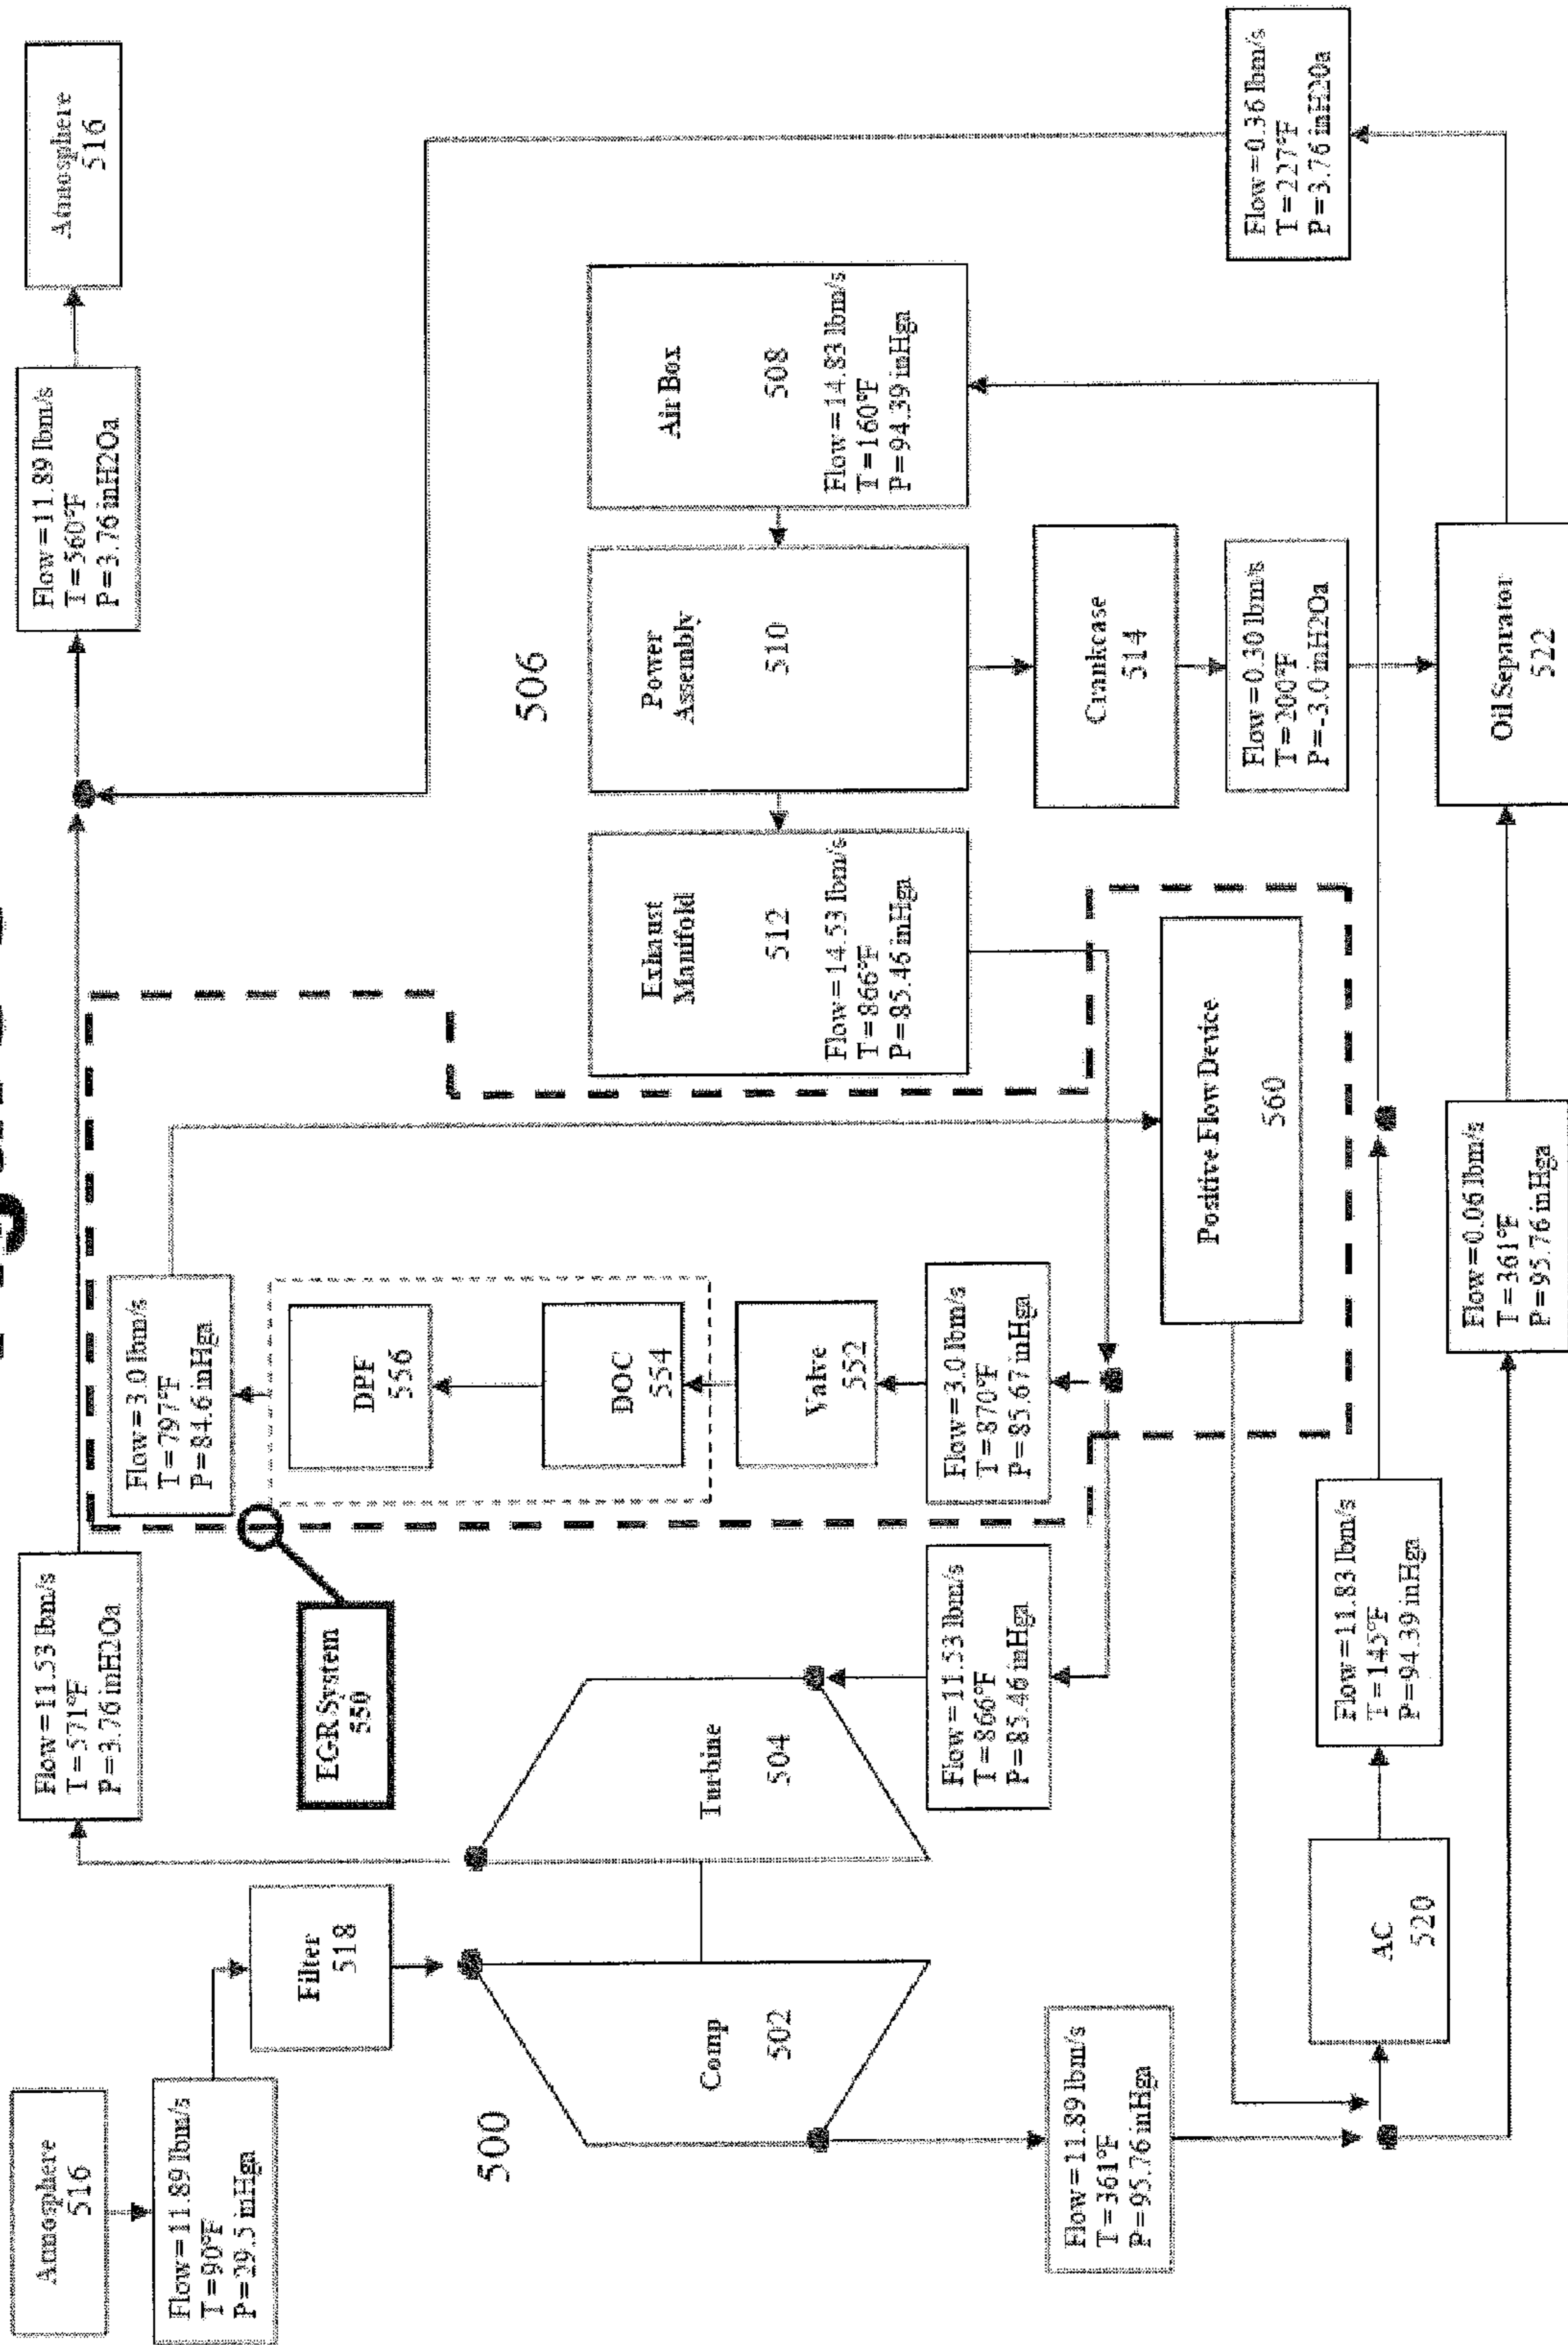 Atmosphere
516
Flow=11.89 lbm/s
T=90°F
P=29.5 inHga
Filter
518
Flow=11.53 lbm/s
T=571°F
P=3.76 inH2Oa
Flow=11.89 lbm/s
T=560°F
P=3.76 inH2Oa
Atmosphere
516
EGR System
550
Flow=3.0 lbm/s
T=797°F
P=84.6 inHga
DPF
556
DOC
554
Valve
552
Flow=3.0 lbm/s
T=870°F
P=85.67 inHga
500
Comp
502
Turbine
504
Flow=11.53 lbm/s
T=866°F
P=85.46 inHga
506
Exhaust
Manifold
512
Flow=14.53 lbm/s
T=866°F
P=85.46 inHga
Power
Assembly
510
Air Box
508
Flow=14.83 lbm/s
T=160°F
P=94.39 inHga
Crankcase
514
Flow=0.30 lbm/s
T=200°F
P=-3.0 inH2Oa
Flow=11.89 lbm/s
T=361°F
P=95.76 inHga
Positive Flow Device
560
AC
520
Flow=11.83 lbm/s
T=145°F
P=94.39 inHga
Flow=0.06 lbm/s
T=361°F
P=95.76 inHga
Oil Separator
522
Flow=0.36 lbm/s
T=227°F
P=3.76 inH20a